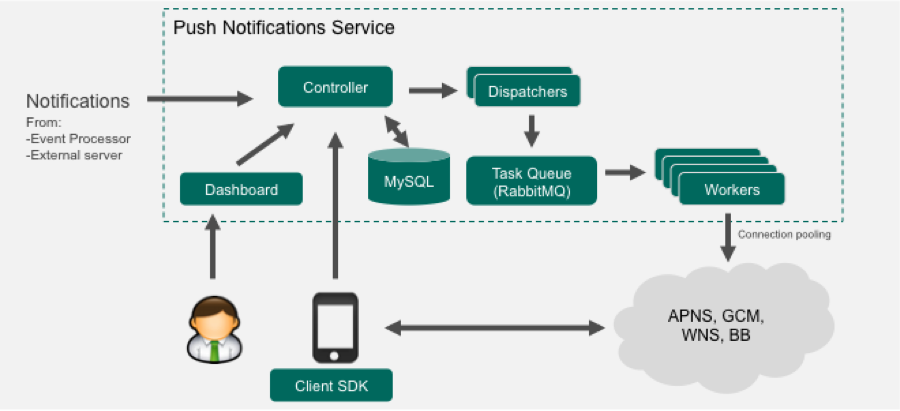 Push Notifications Service
Controller
Dispatchers
Notifications
From:
-Event Processor
-External server
Dashboard
MySQL
Task Queue
(RabbitMQ)
Workers
Connection pooling
APNS, GCM,
WNS, BB
Client SDK